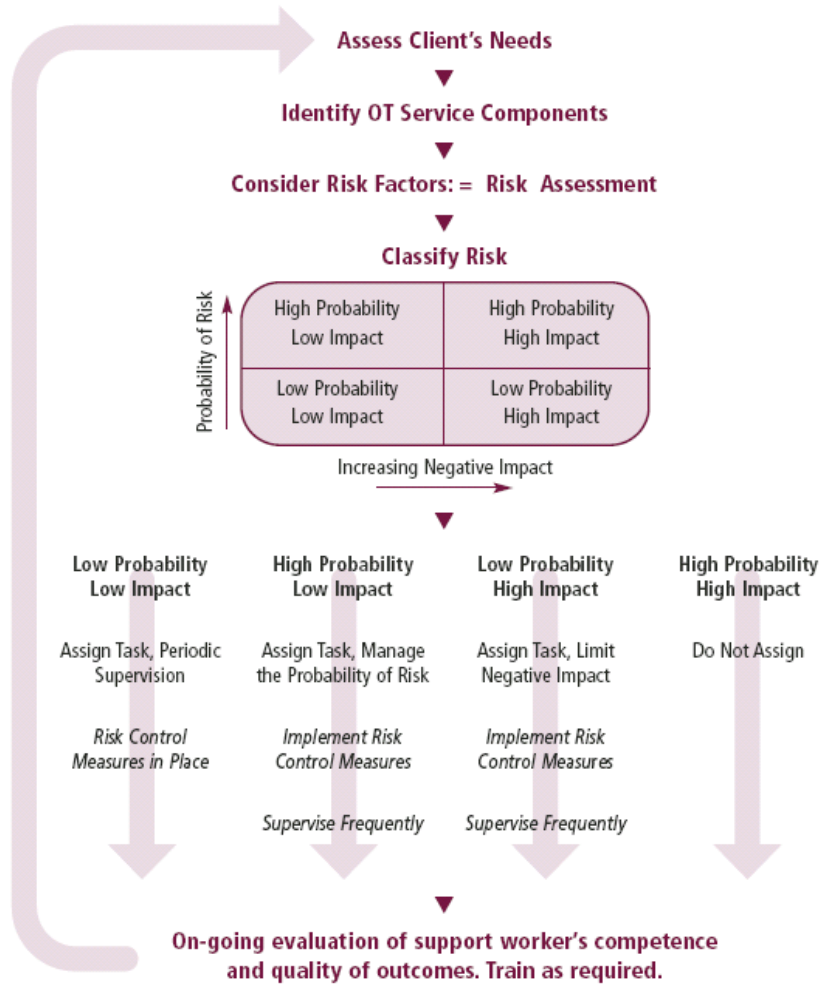 Assess Client's Needs
Identify OT Service Components
Consider Risk Factors: = Risk Assessment
Classify Risk
Probability of Risk
High Probability
Low Impact
High Probability
High Impact
Low Probability
Low Impact
Low Probability
High Impact
Increasing Negative Impact
Low Probability
Low Impact
Assign Task, Periodic
Supervision
Risk Control
Measures in Place
High Probability
Low Impact
Assign Task, Manage
the Probability of Risk
Implement Risk
Control Measures
Supervise Frequently
Low Probability
High Impact
Assign Task, Limit
Negative Impact
Implement Risk
Control Measures
Supervise Frequently
High Probability
High Impact
Do Not Assign
On-going evaluation of support worker's competence
and quality of outcomes. Train as required.